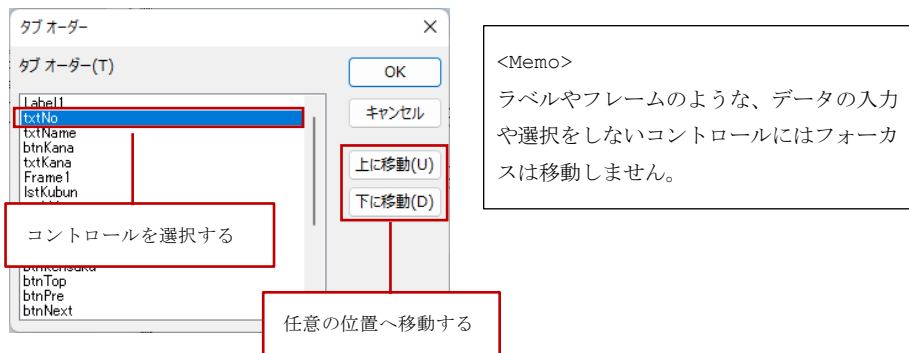 タブ オーダー
タブ オーダー(T)
Label1
txtNo
txtName
btnKana
txtKana
Frame1
lstKubun
btnTop
btnPre
btnNext
OK
キャンセル
上に移動(U)
下に移動(D)
コントロールを選択する
任意の位置へ移動する
<Memo>
ラベルやフレームのような、データの入力
や選択をしないコントロールにはフォーカ
スは移動しません。